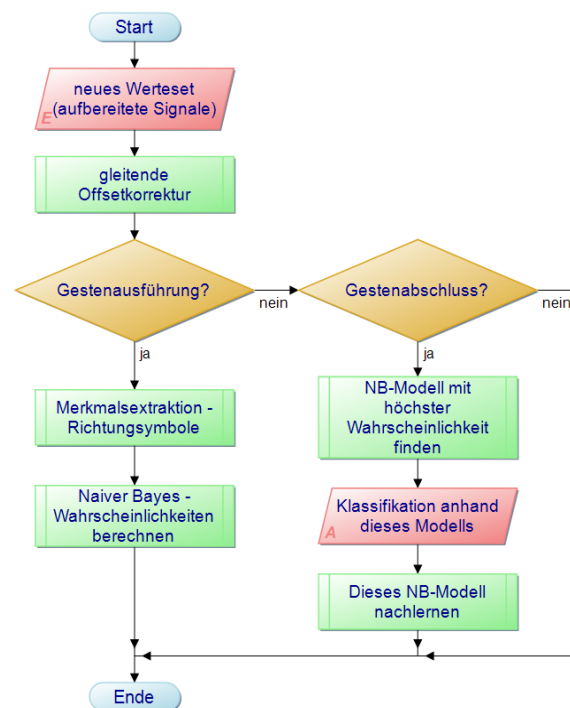 Start
neues Werteset
(aufbereitete Signale)
E
gleitende
Offsetkorrektur
Gestenausführung?
nein
Gestenabschluss?
nein
ja
ja
Merkmalsextraktion -
Richtungsymbole
NB-Modell mit
höchster
Wahrscheinlichkeit
finden
Naiver Bayes -
Wahrscheinlichkeiten
berechnen
Klassifikation anhand
dieses Modells
A
Dieses NB-Modell
nachlernen
Ende